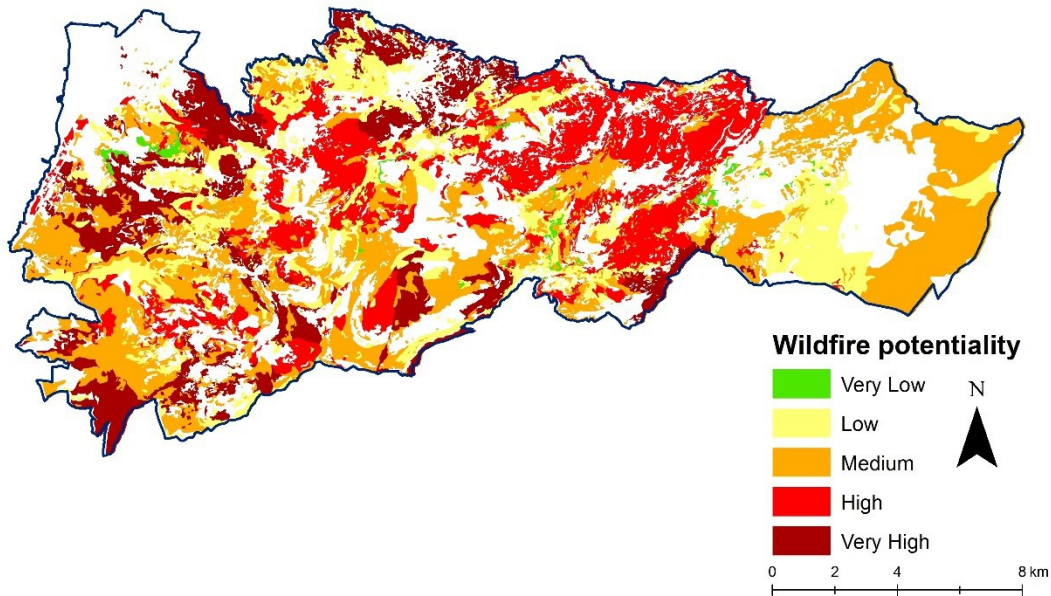 Wildfire potentiality
Very Low
N
Low
Medium
High
Very High
0 2 4 8 km